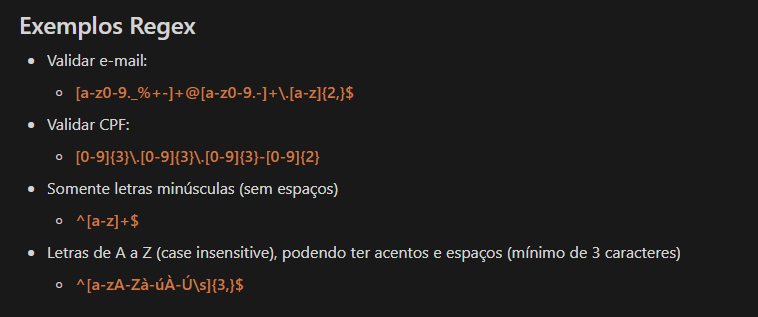 Exemplos Regex
Validar e-mail:
[a-z0-9._%+-]+@[a-z0-9.-]+\.[a-z]{2,}$
Validar CPF:
[0-9]{3}\.[0-9]{3}\.[0-9]{3}-[0-9]{2}
Somente letras minúsculas (sem espaços)
^[a-z]+$
Letras de A a Z (case insensitive), podendo ter acentos e espaços (mínimo de 3 caracteres)
^[a-zA-Zà-úÀ-Ú\s]{3,}$